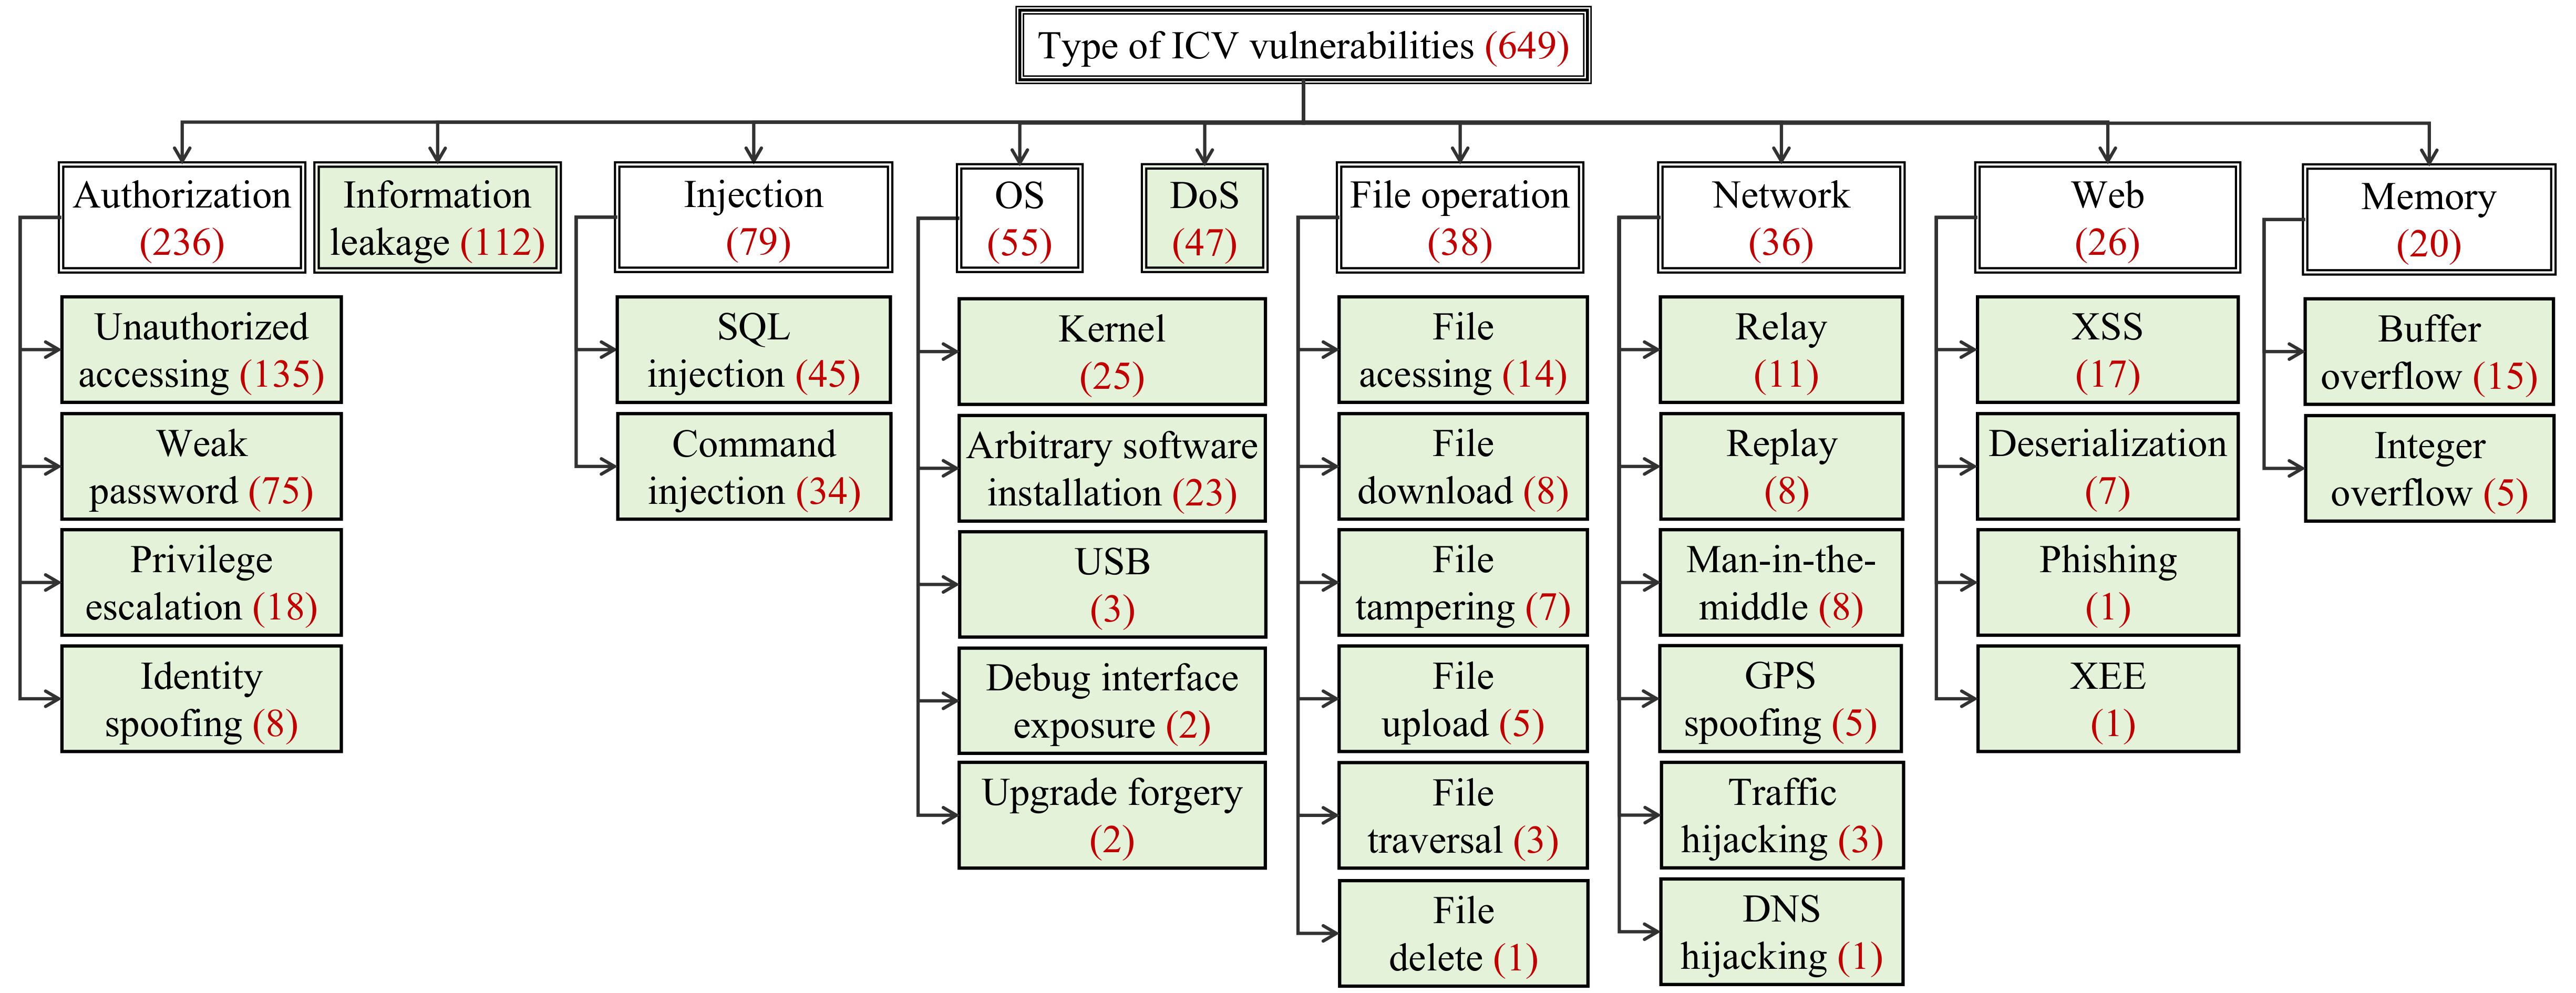 Type of ICV vulnerabilities (649)
Authorization
(236)
Information
leakage (112)
Injection
(79)
OS
(55)
DoS
(47)
File operation
(38)
Network
(36)
Web
(26)
Memory
(20)
Unauthorized
accessing (135)
Weak
password (75)
Privilege
escalation (18)
Identity
spoofing (8)
SQL
injection (45)
Command
injection (34)
Kernel
(25)
Arbitrary software
installation (23)
USB
(3)
Debug interface
exposure (2)
Upgrade forgery
(2)
File
acessing (14)
File
download (8)
File
tampering (7)
File
upload (5)
File
traversal (3)
File
delete (1)
Relay
(11)
Replay
(8)
Man-in-the-
middle (8)
GPS
spoofing (5)
Traffic
hijacking (3)
DNS
hijacking (1)
XSS
(17)
Deserialization
(7)
Phishing
(1)
XEE
(1)
Buffer
overflow (15)
Integer
overflow (5)